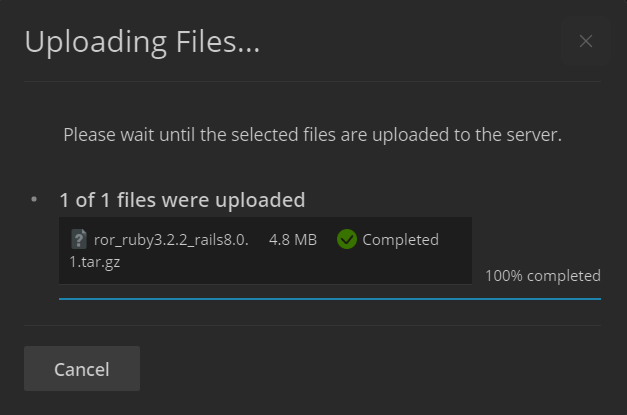 Uploading Files...
Please wait until the selected files are uploaded to the server.
1 of 1 files were uploaded
ror_ruby3.2.2_rails8.0. 4.8 MB Completed
1.tar.gz
100% completed
Cancel